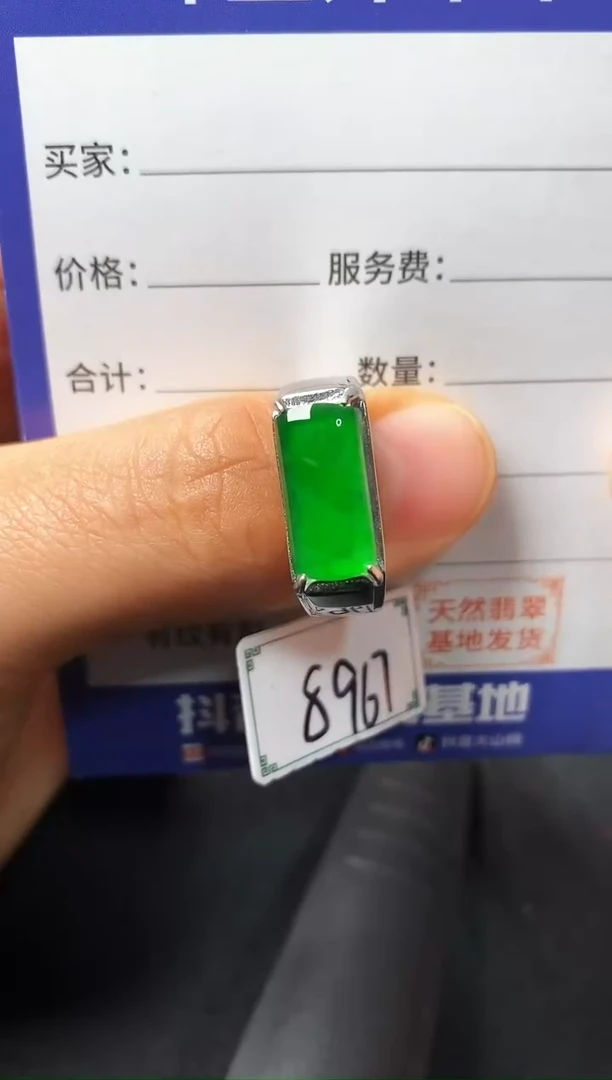 买家：
价格： 服务费：
合计： 数量：
天然翡翠
基地发货
8967
基地